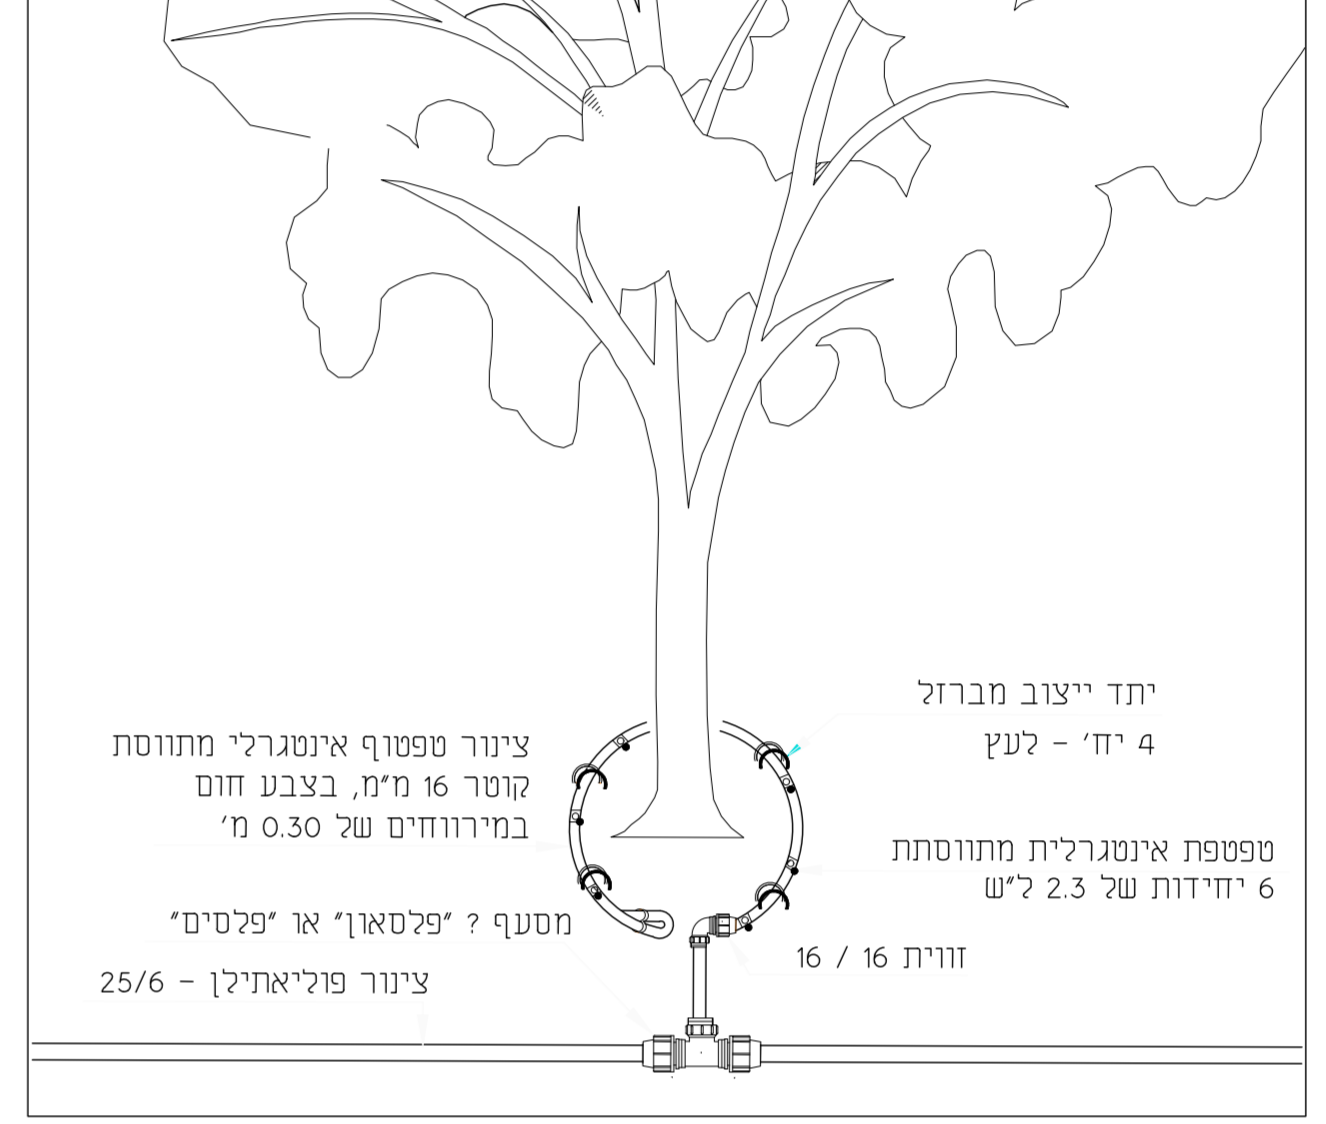 יתד ייצוב מברזל
4 יח' - לעץ
צינור טפטוף אינטגרלי מתווסת
קוטר 16 מ"מ, בצבע חום
במירווחים של 0.30 מ'
טפטפת אינטגרלית מתווסתת
6 יחידות של 2.3 ל"ש
מסעף ? "פלסאון" או "פלסים"
זווית 16 / 16
צינור פוליאתילן - 25/6